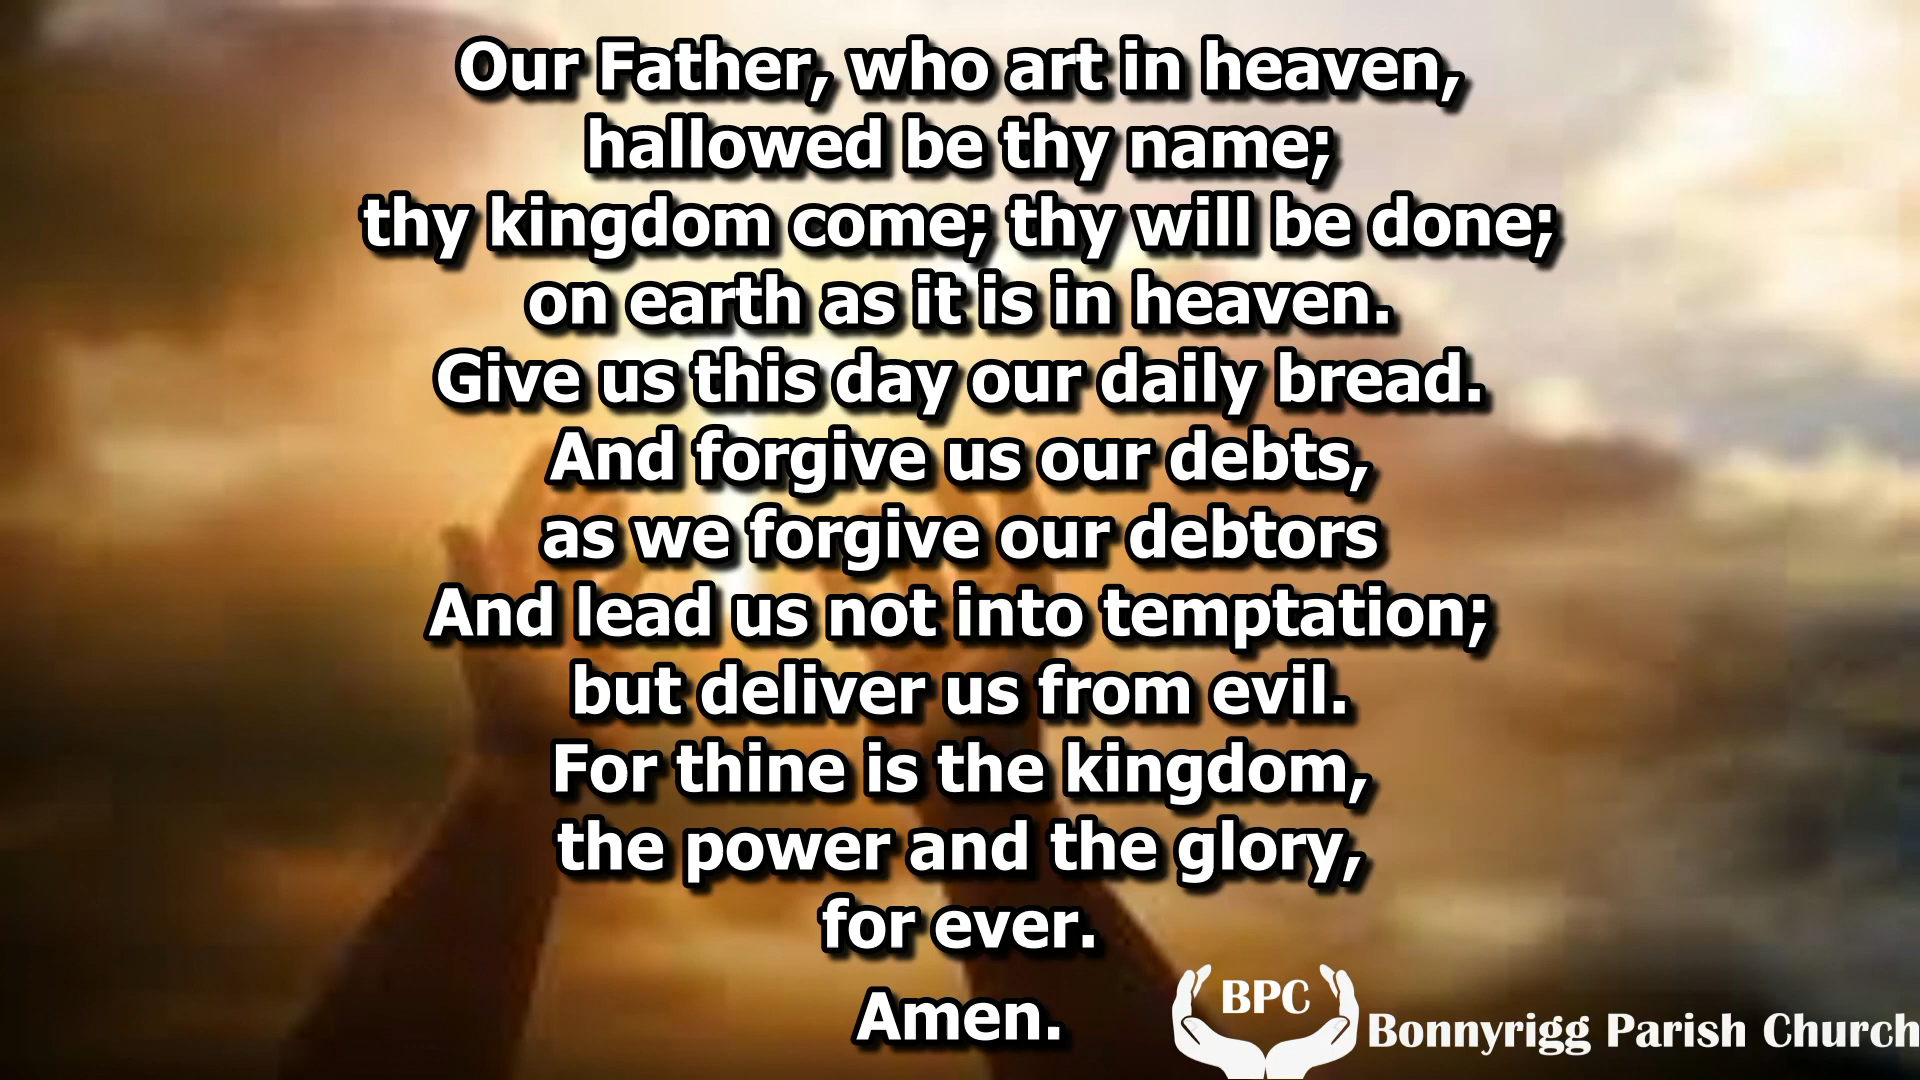 Our Father, who art in heaven,
hallowed be thy name;
thy kingdom come; thy will be done;
on earth as it is in heaven.
Give us this day our daily bread.
And forgive us our debts,
as we forgive our debtors
And lead us not into temptation;
but deliver us from evil.
For thine is the kingdom,
the power and the glory,
for ever.
Amen.
BPC
Bonnyrigg Parish Church